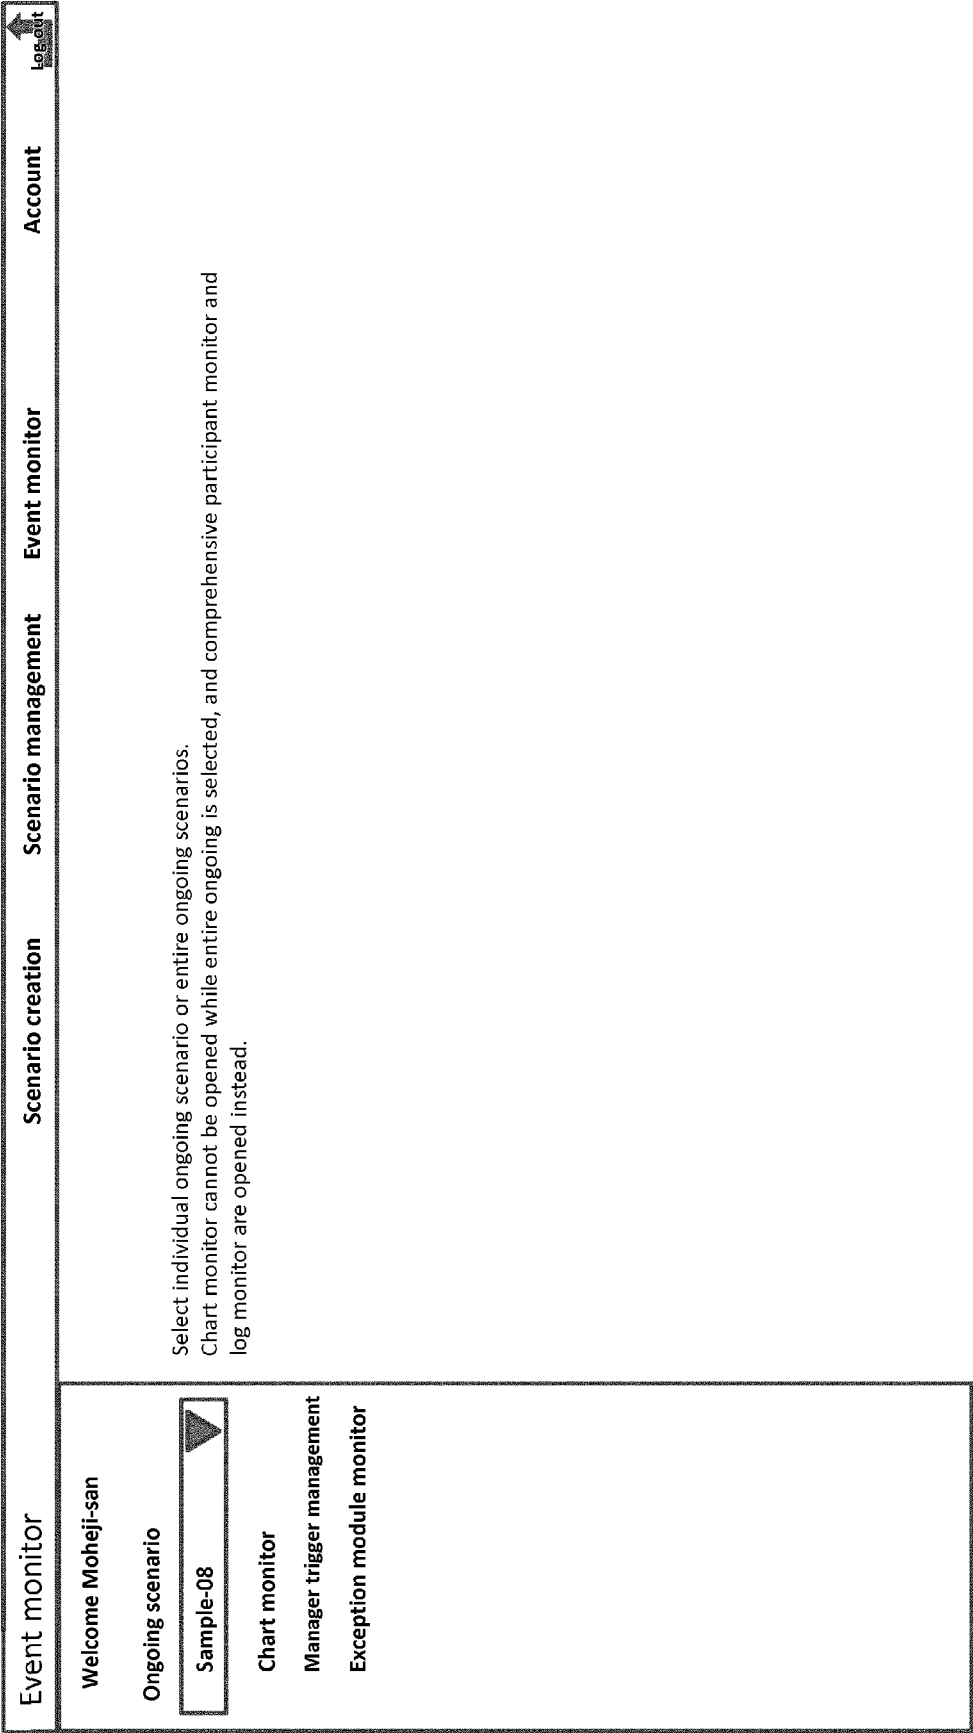 Event monitor
Scenario creation
Scenario management
Event monitor
Account
Log out
Welcome Moheji-san
Ongoing scenario
Sample-08
Chart monitor
Manager trigger management
Exception module monitor
Select individual ongoing scenario or entire ongoing scenarios.
Chart monitor cannot be opened while entire ongoing is selected, and comprehensive participant monitor and
log monitor are opened instead.